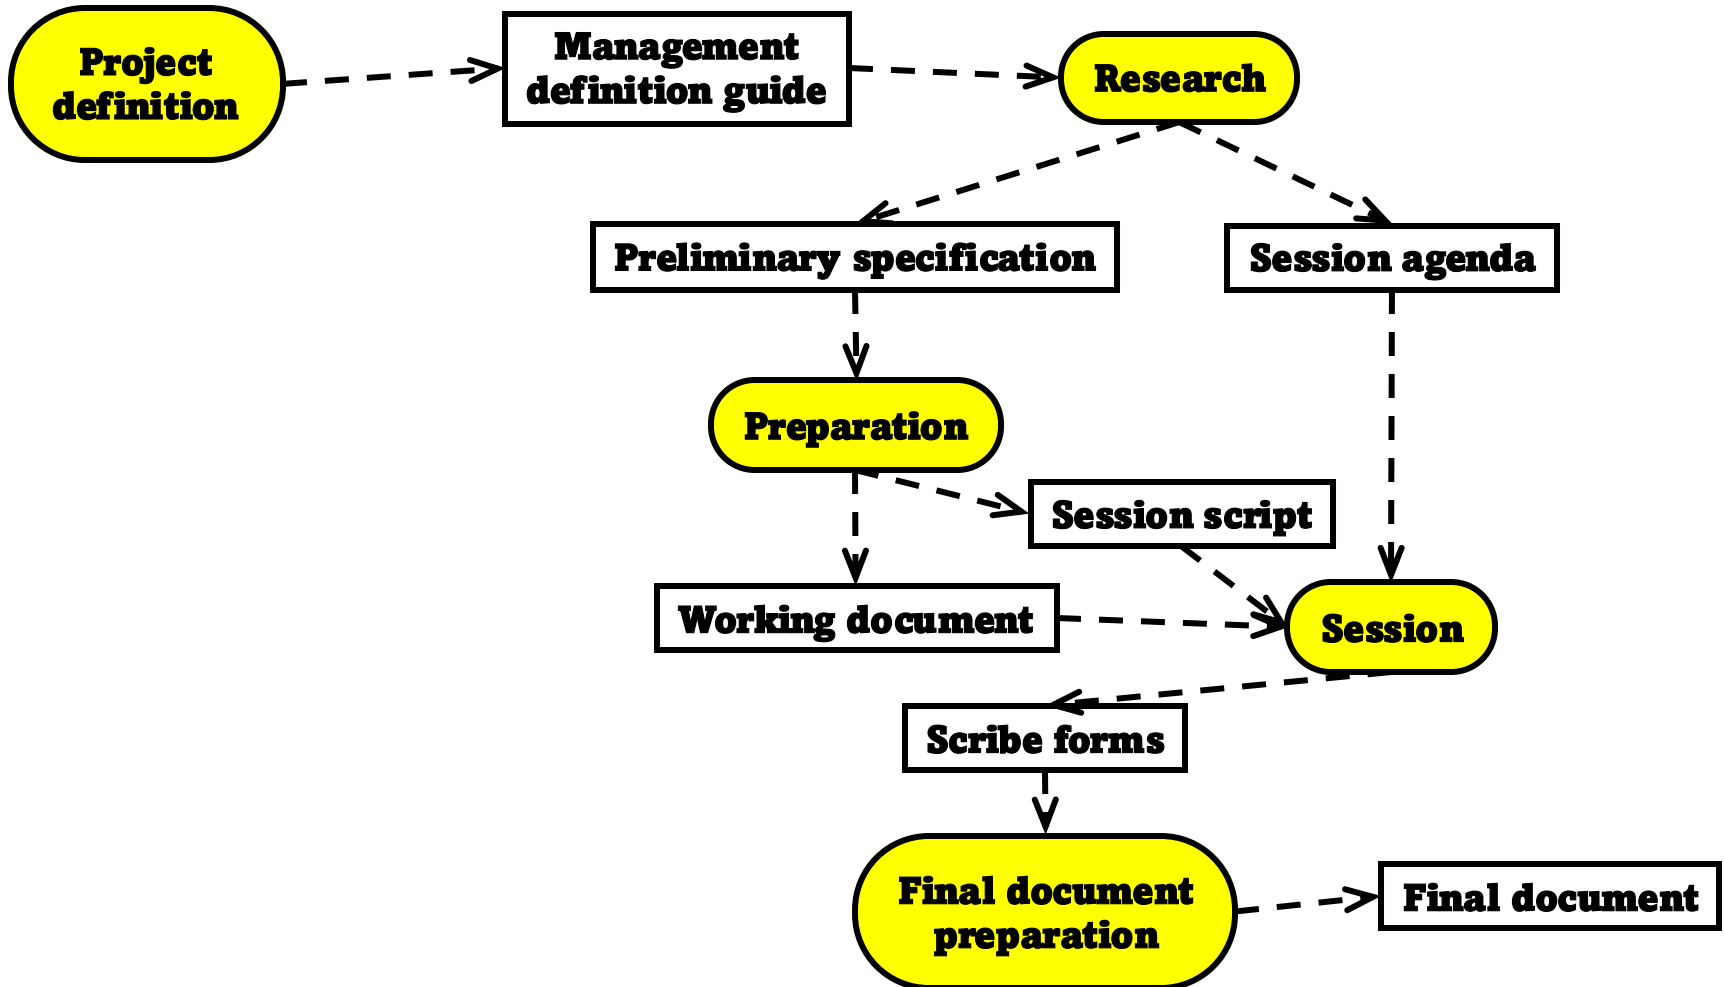 Project
definition
Management
definition guide
Research
Preliminary specification
Session agenda
Preparation
Session script
Working document
Session
Scribe forms
Final document
preparation
Final document